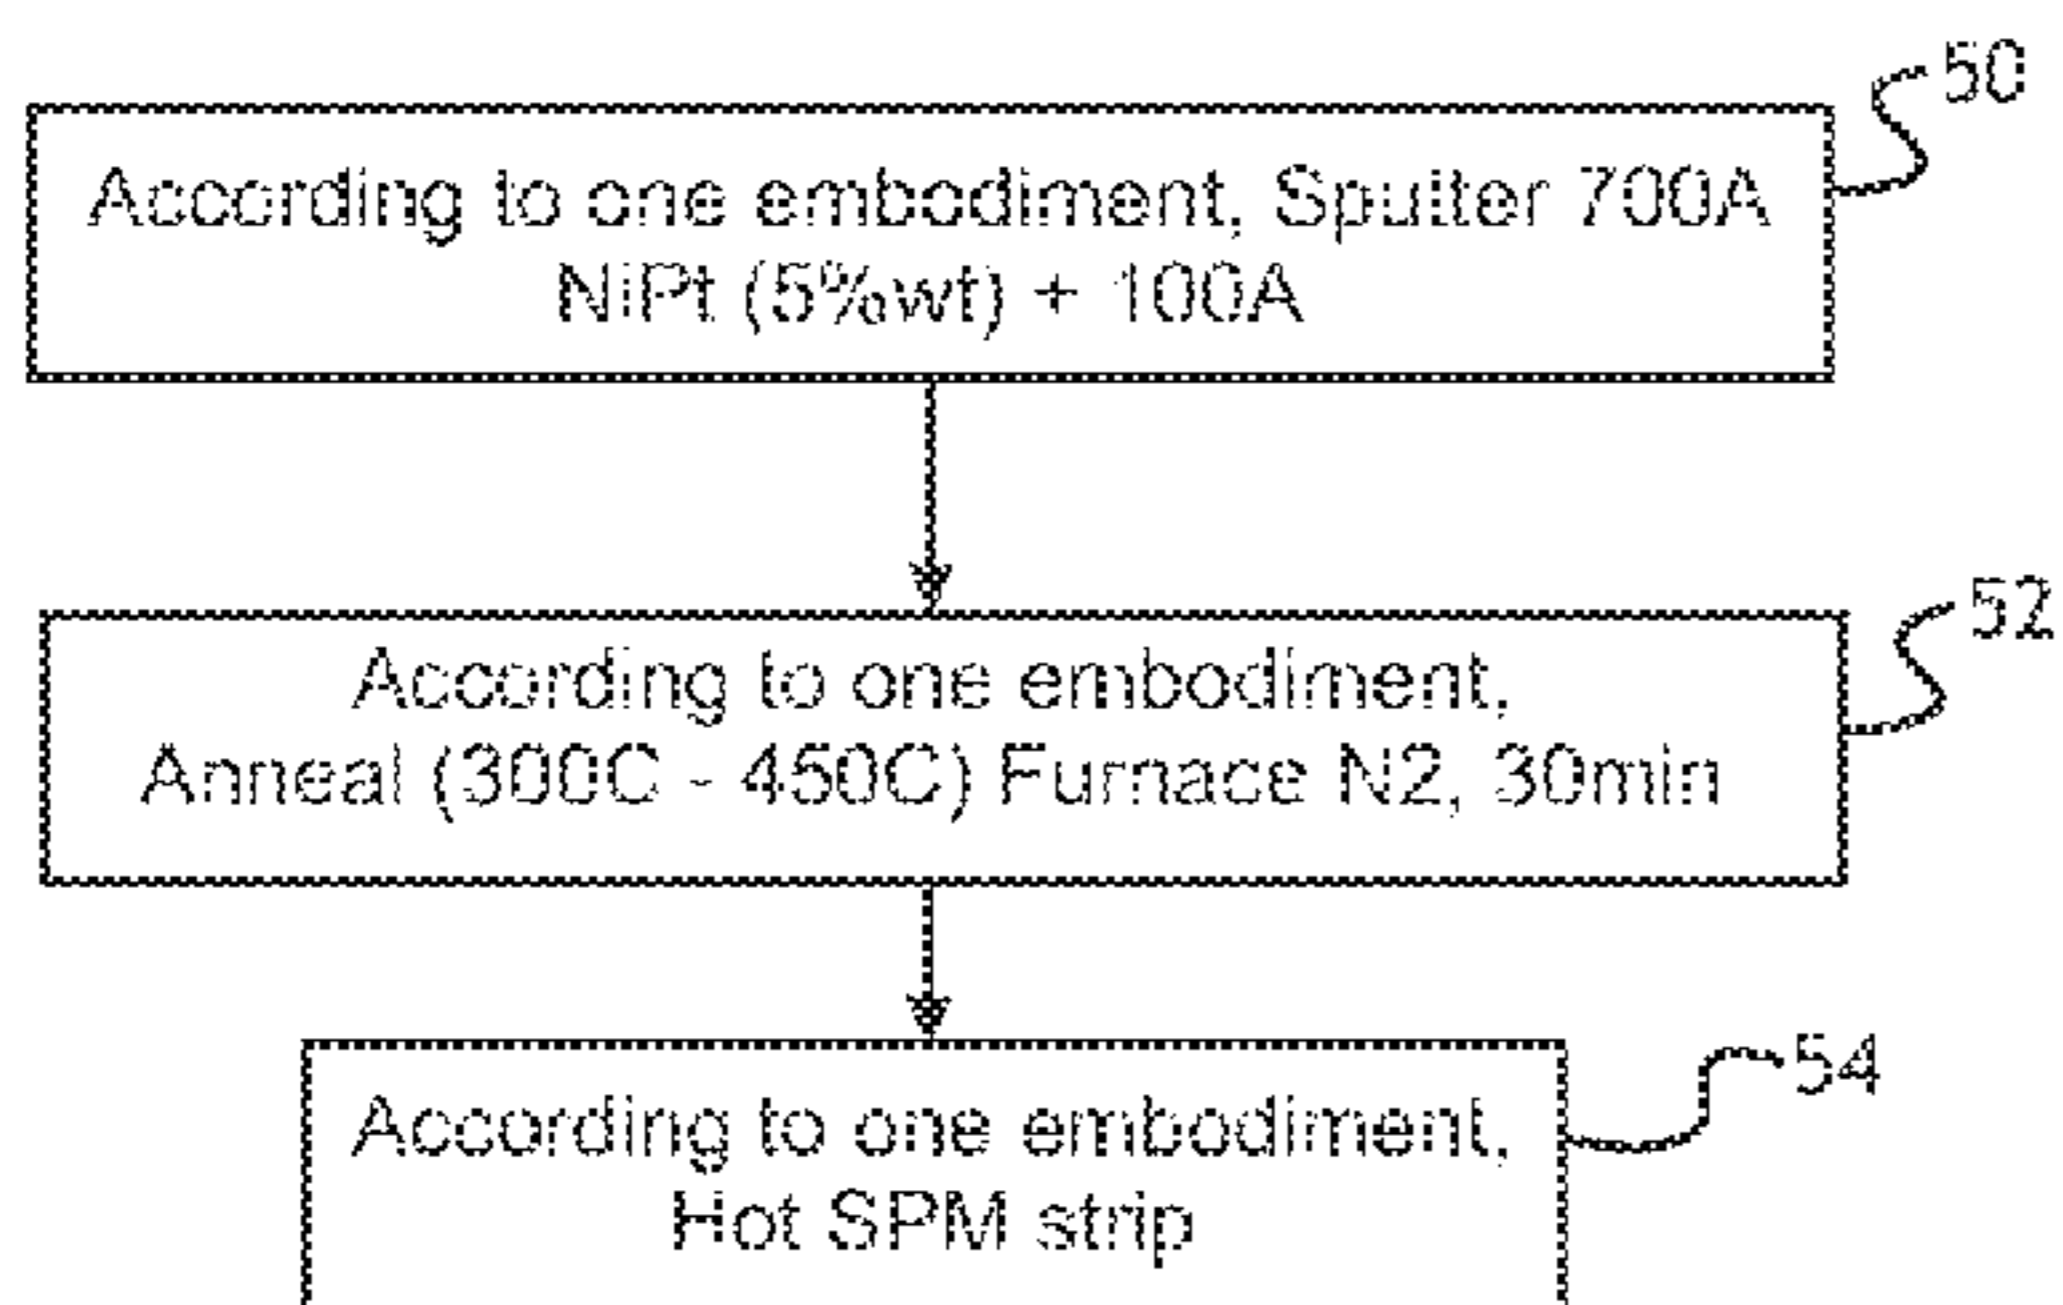 50
According to one embodiment, Sputter 700A
NiPt (5%wt) + 100A
52
According to one embodiment,
Anneal (300C - 450C) Furnace N2, 30min
54
According to one embodiment,
Hot SPM strip